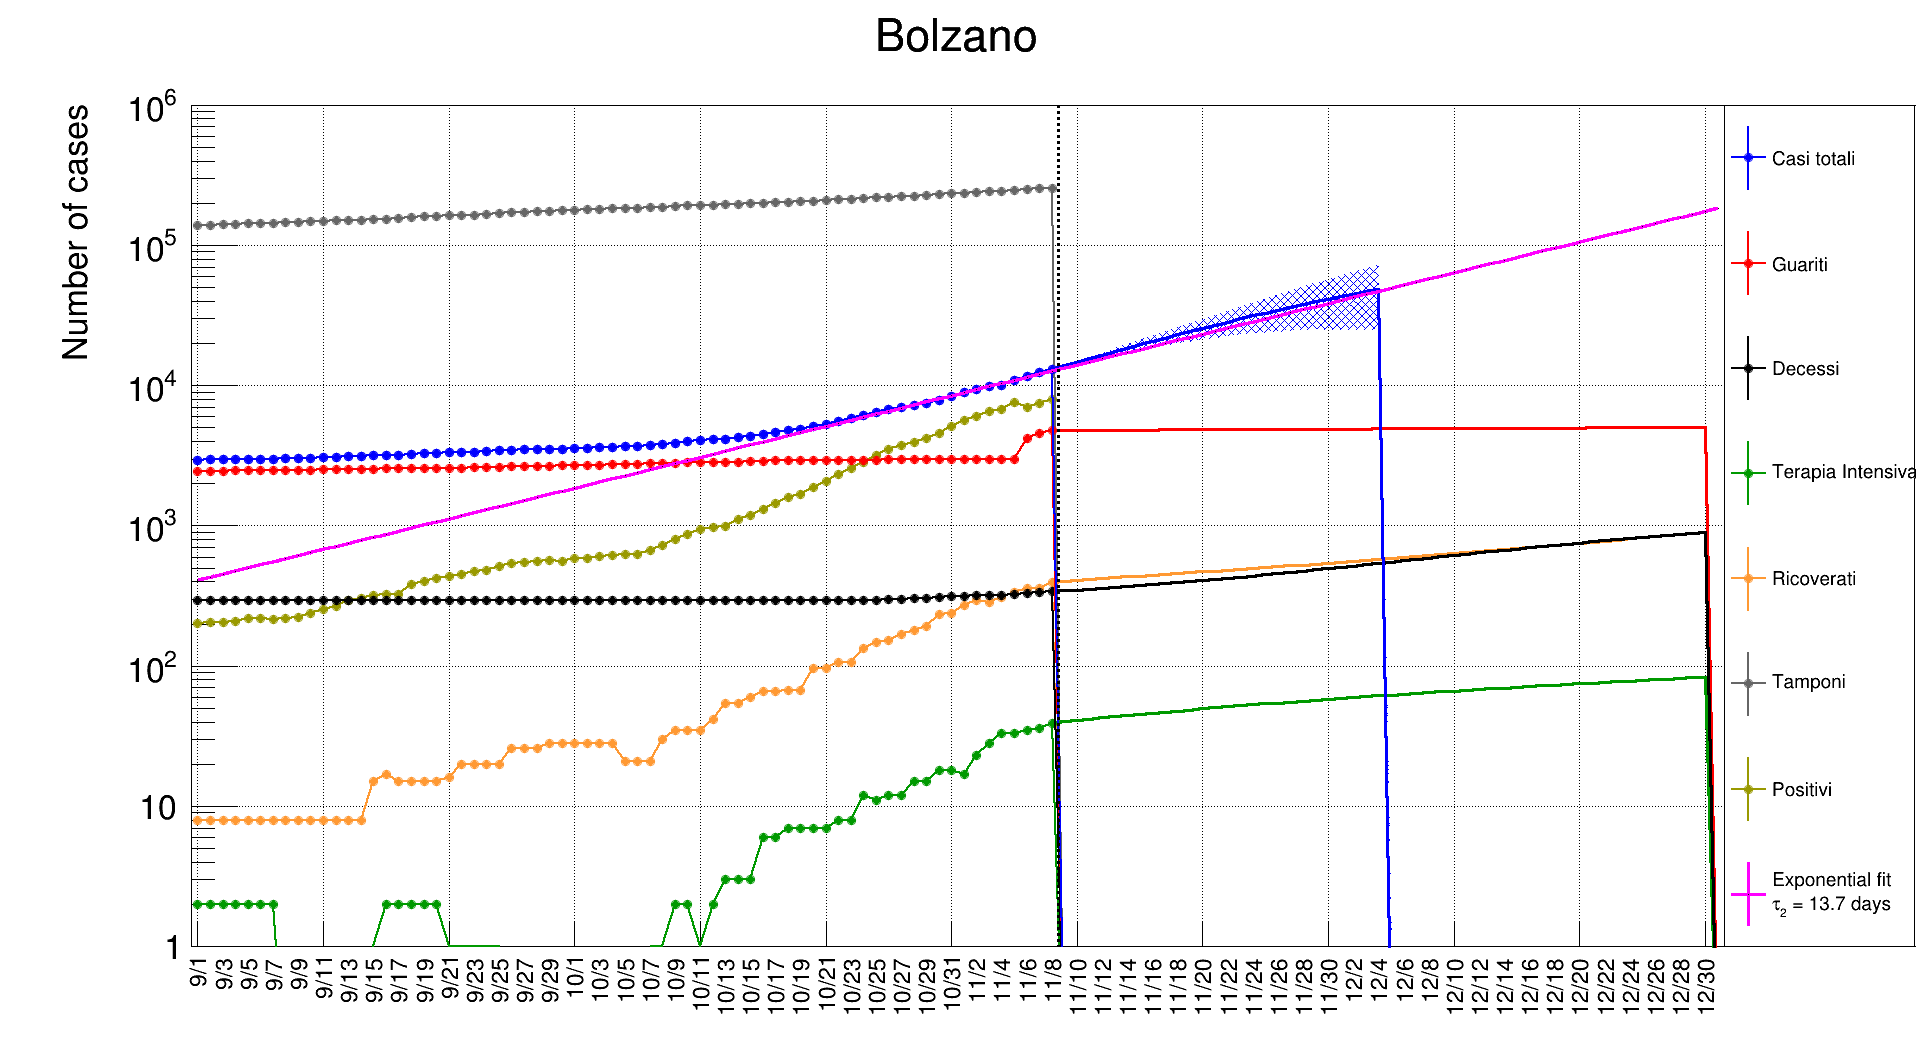 Bolzano
Number of cases
10^6
10^5
10^4
10^3
10^2
10
1
9/1 9/3 9/5 9/7 9/9 9/11 9/13 9/15 9/17 9/19 9/21 9/23 9/25 9/27 9/29 10/1 10/3 10/5 10/7 10/9 10/11 10/13 10/15 10/17 10/19 10/21 10/23 10/25 10/27 10/29 10/31 11/2 11/4 11/6 11/8 11/10 11/12 11/14 11/16 11/18 11/20 11/22 11/24 11/26 11/28 11/30 12/2 12/4 12/6 12/8 12/10 12/12 12/14 12/16 12/18 12/20 12/22 12/24 12/26 12/28 12/30
Casi totali
Guariti
Decessi
Terapia Intensiva
Ricoverati
Tamponi
Positivi
Exponential fit
τ₂ = 13.7 days